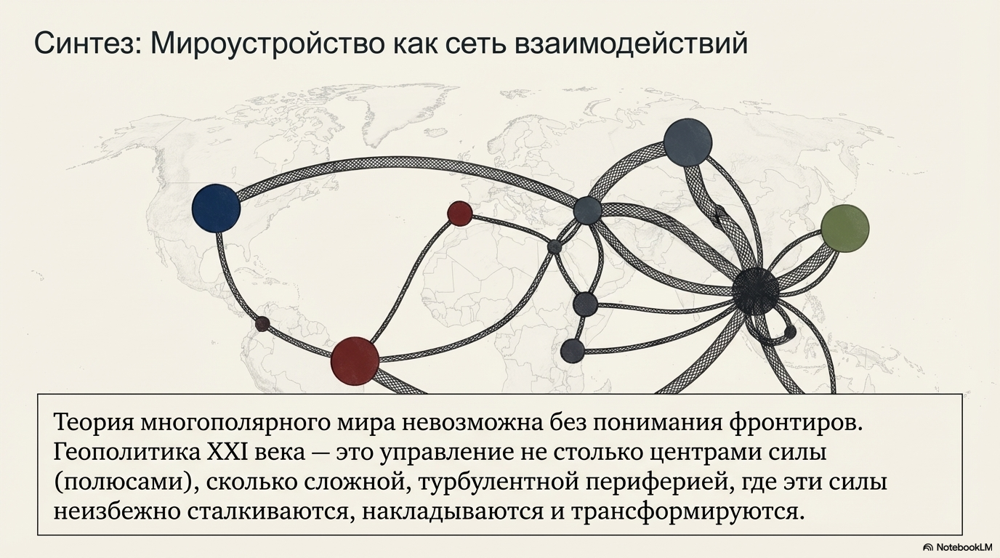 Синтез: Мироустройство как сеть взаимодействий
Теория многополярного мира невозможна без понимания фронтиров.
Геополитика XXI века — это управление не столько центрами силы
(полюсами), сколько сложной, турбулентной периферией, где эти силы
неизбежно сталкиваются, накладываются и трансформируются.
NotebookLM